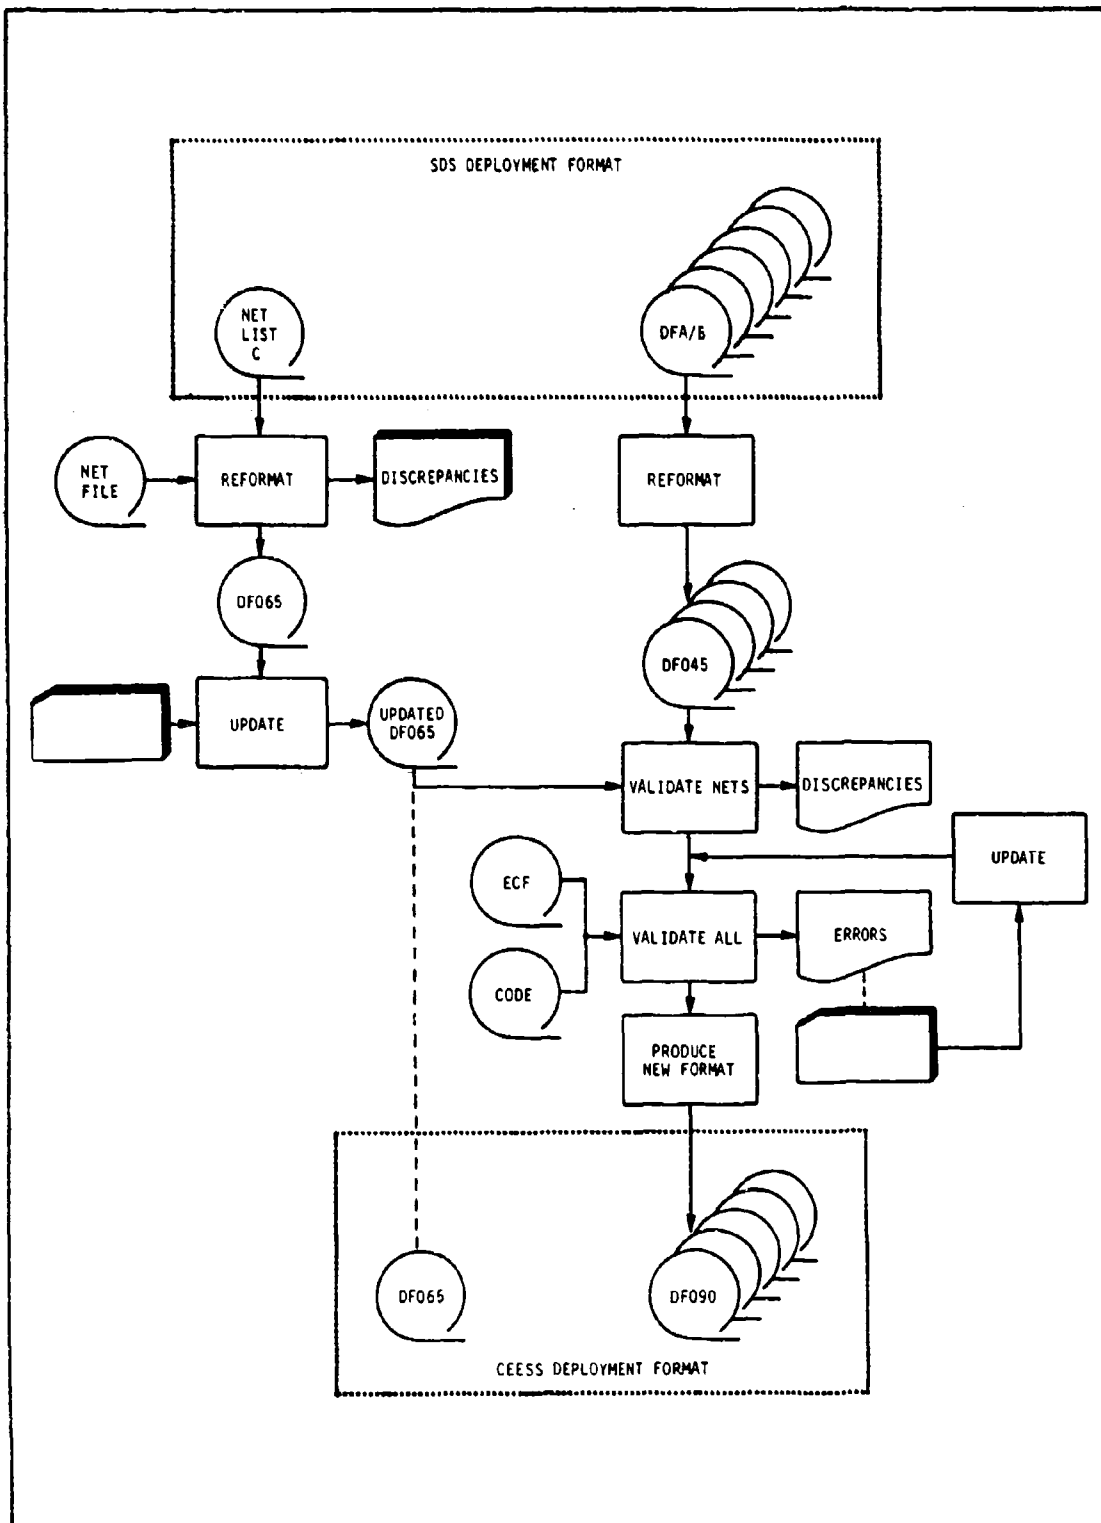 SDS DEPLOYMENT FORMAT
NET
LIST
C
DFA/B
NET
FILE
REFORMAT
DISCREPANCIES
REFORMAT
DF065
DF045
UPDATE
UPDATED
DF065
VALIDATE NETS
DISCREPANCIES
UPDATE
ECF
VALIDATE ALL
ERRORS
CODE
PRODUCE
NEW FORMAT
DF065
DF090
CEESS DEPLOYMENT FORMAT